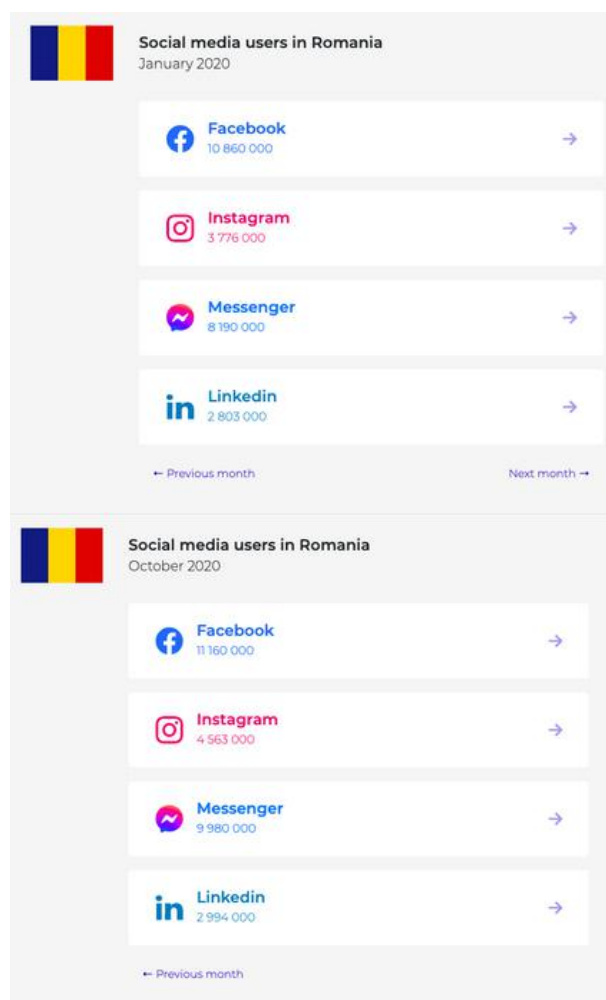 Social media users in Romania
January 2020
Facebook
10 860 000
Instagram
3 776 000
Messenger
8 190 000
in Linkedin
2 803 000
← Previous month
Next month →
Social media users in Romania
October 2020
Facebook
11 160 000
Instagram
4 563 000
Messenger
9 980 000
in Linkedin
2 994 000
← Previous month